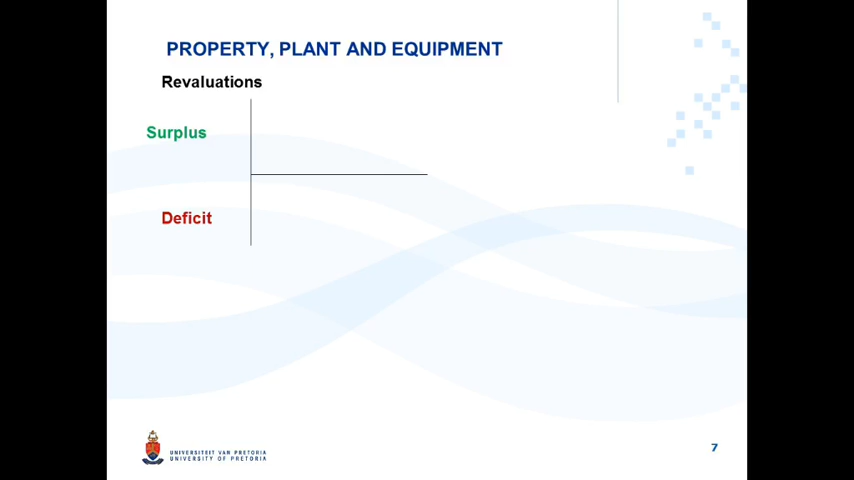 PROPERTY, PLANT AND EQUIPMENT
Revaluations
Surplus
Deficit
UNIVERSITEIT VAN PRETORIA
UNIVERSITY OF PRETORIA
7